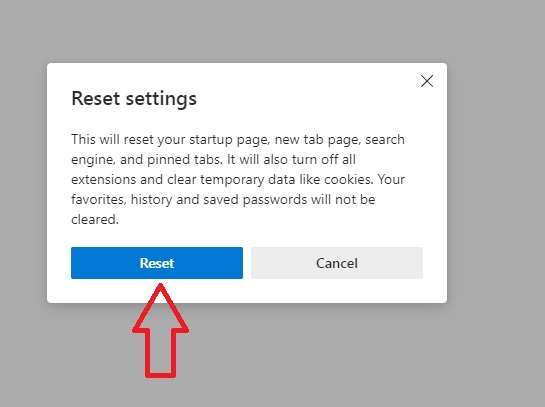 Reset settings
This will reset your startup page, new tab page, search
engine, and pinned tabs. It will also turn off all
extensions and clear temporary data like cookies. Your
favorites, history and saved passwords will not be
cleared.
Reset
Cancel